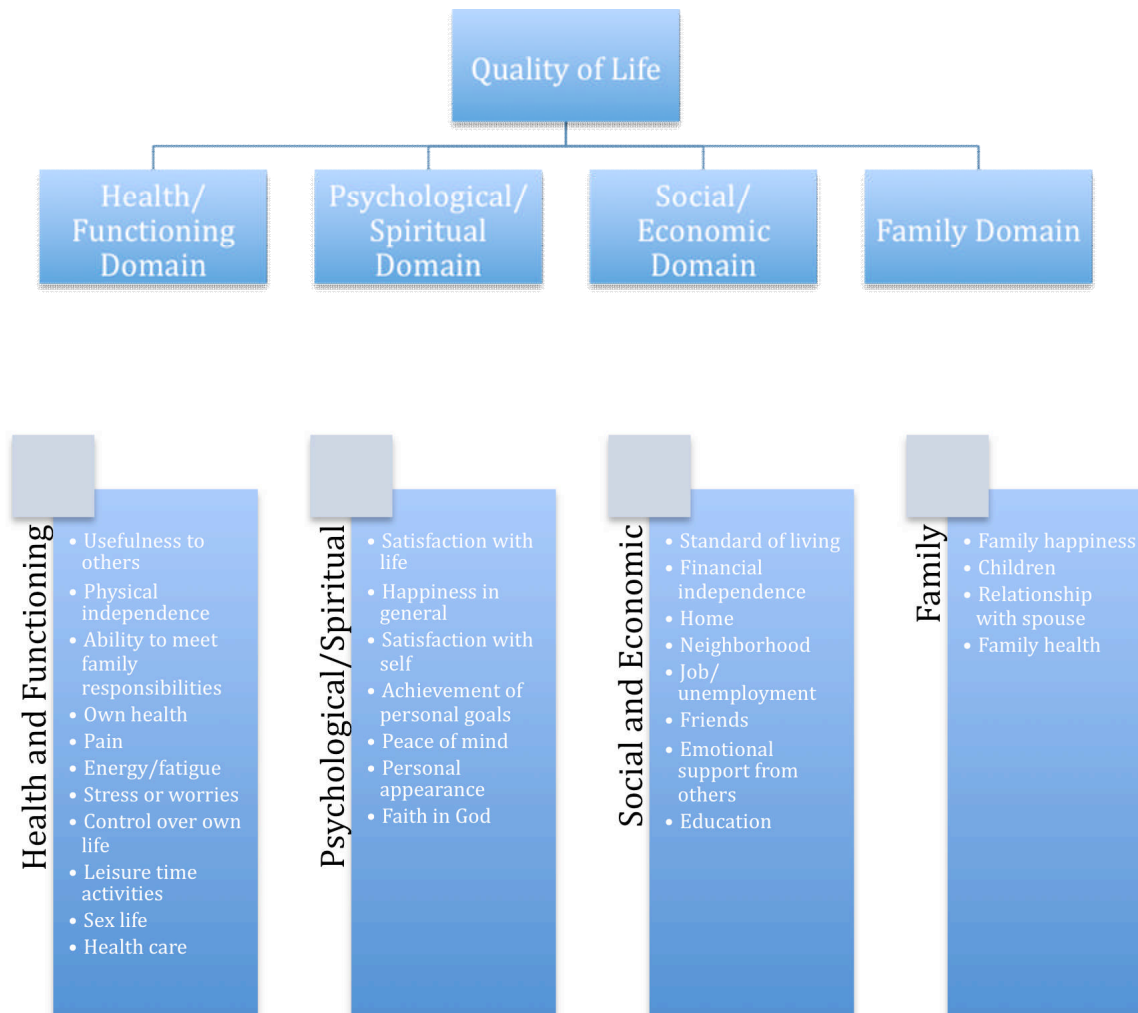 Quality of Life
Health/
Functioning
Domain
Psychological/
Spiritual
Domain
Social/
Economic
Domain
Family Domain
Health and Functioning
• Usefulness to
others
• Physical
independence
• Ability to meet
family
responsibilities
• Own health
• Pain
• Energy/fatigue
• Stress or worries
• Control over own
life
• Leisure time
activities
• Sex life
• Health care
Psychological/Spiritual
• Satisfaction with
life
• Happiness in
general
• Satisfaction with
self
• Achievement of
personal goals
• Peace of mind
• Personal
appearance
• Faith in God
Social and Economic
• Standard of living
• Financial
independence
• Home
• Neighborhood
• Job/
unemployment
• Friends
• Emotional
support from
others
• Education
Family
• Family happiness
• Children
• Relationship
with spouse
• Family health